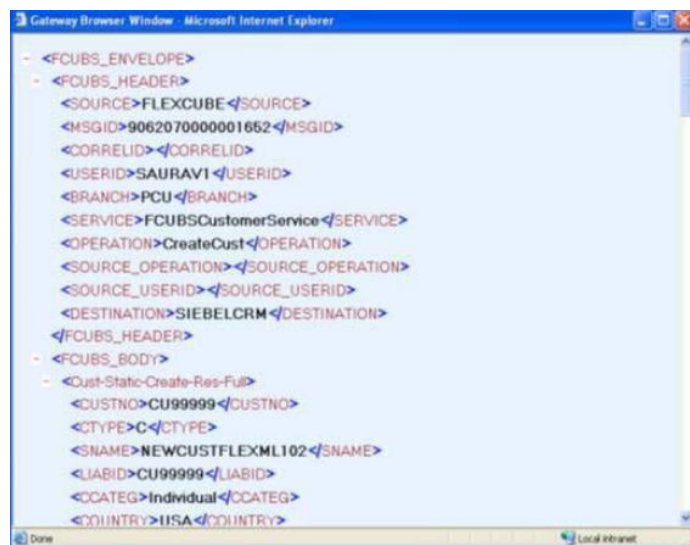 Gateway Browser Window - Microsoft Internet Explorer
- <FCUBS_ENVELOPE>
- <FCUBS_HEADER>
<SOURCE>FLEXCUBE</SOURCE>
<MSGID>9062070000001652</MSGID>
<CORRELID></CORRELID>
<USERID>SAURAV1</USERID>
<BRANCH>PCU</BRANCH>
<SERVICE>FCUBSCustomerService</SERVICE>
<OPERATION>CreateCust</OPERATION>
<SOURCE_OPERATION></SOURCE_OPERATION>
<SOURCE_USERID></SOURCE_USERID>
<DESTINATION>SIEBELCRM</DESTINATION>
</FCUBS_HEADER>
- <FCUBS_BODY>
- <Cust-Static-Create-Res-Full>
<CUSTNO>CU99999</CUSTNO>
<CTYPE>C</CTYPE>
<SNAME>NEWCUSTFLEXML102</SNAME>
<LIABID>CU99999</LIABID>
<CCATEG>Individual</CCATEG>
<COUNTRY>USA</COUNTRY>
Done Local intranet